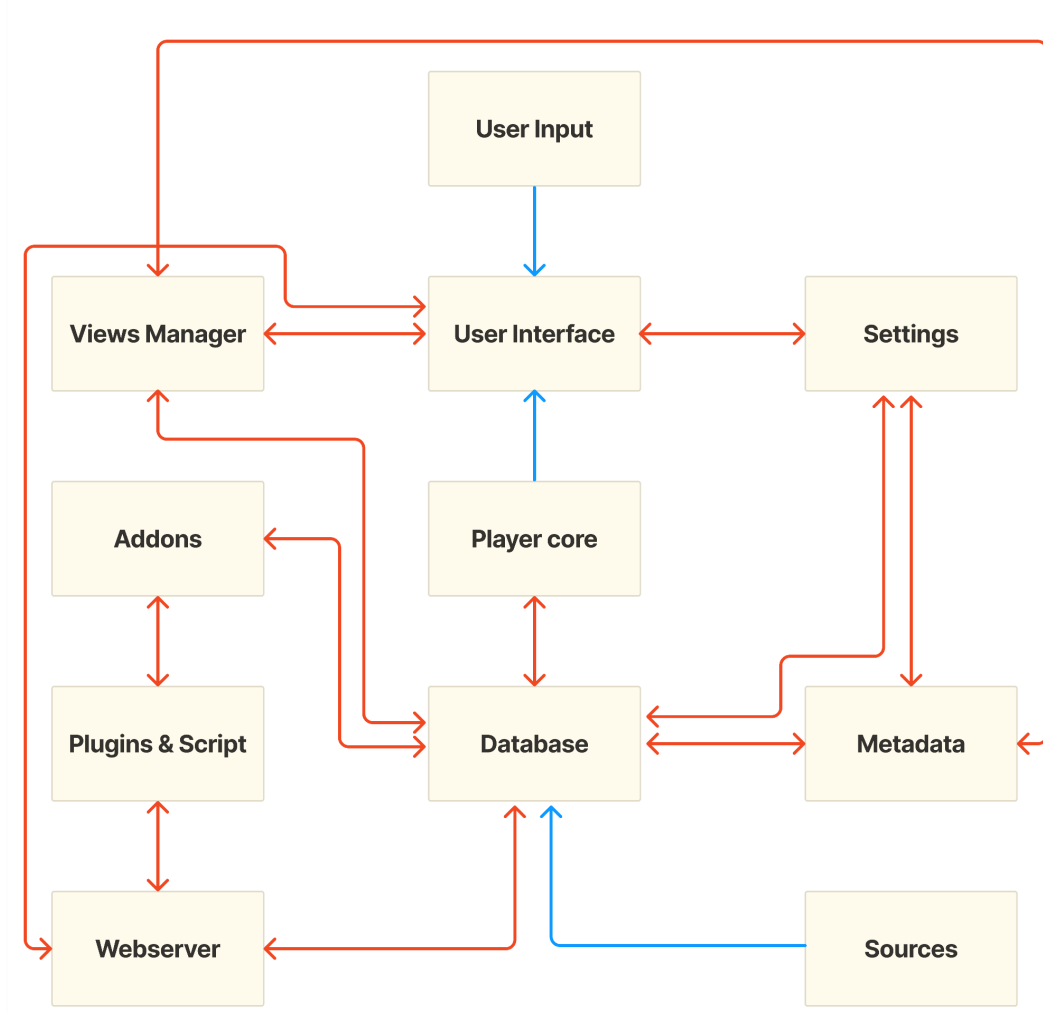 User Input
Views Manager
User Interface
Settings
Addons
Player core
Plugins & Script
Database
Metadata
Webserver
Sources